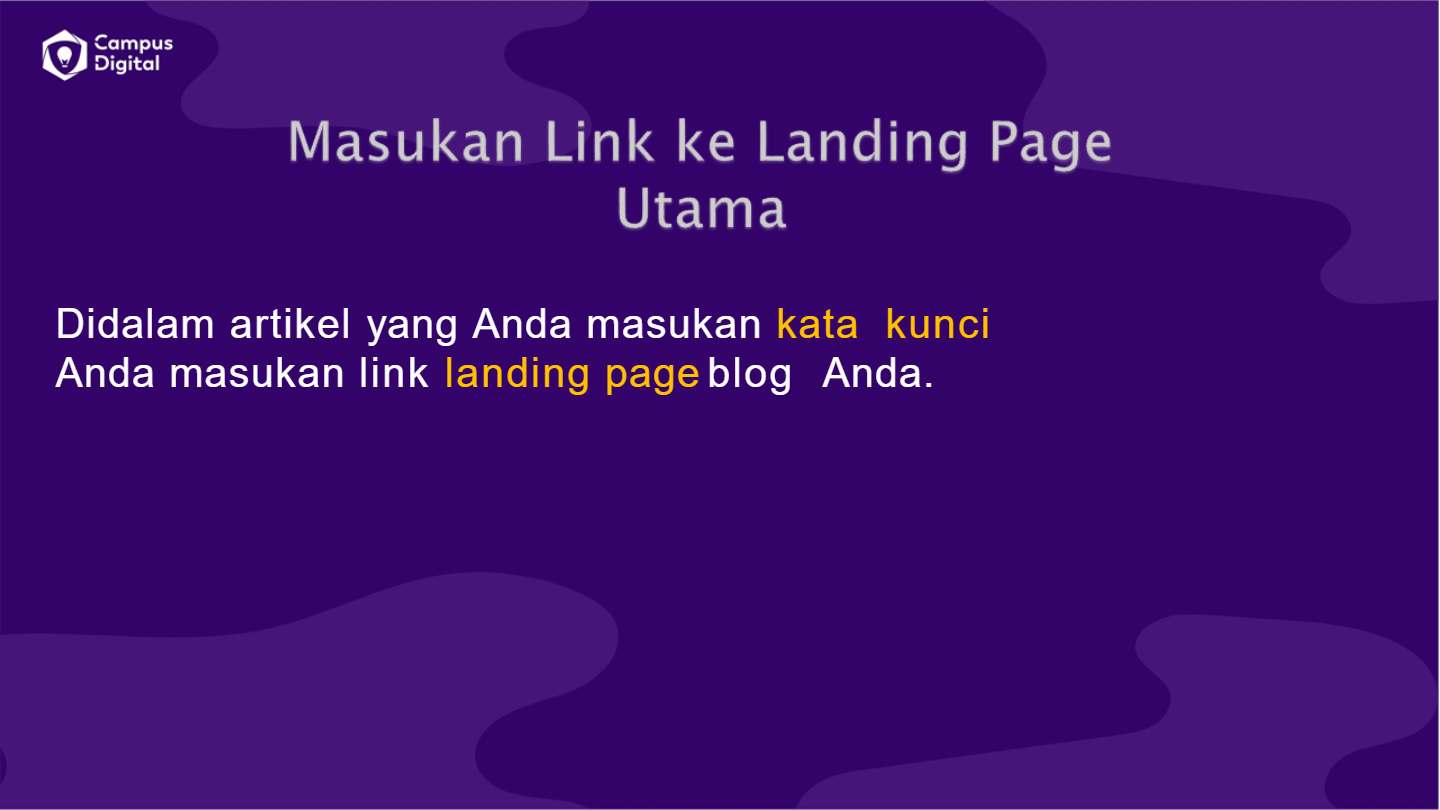 Campus
Digital
Masukan Link ke Landing Page
Utama
Didalam artikel yang Anda masukan kata kunci
Anda masukan link landing page blog Anda.